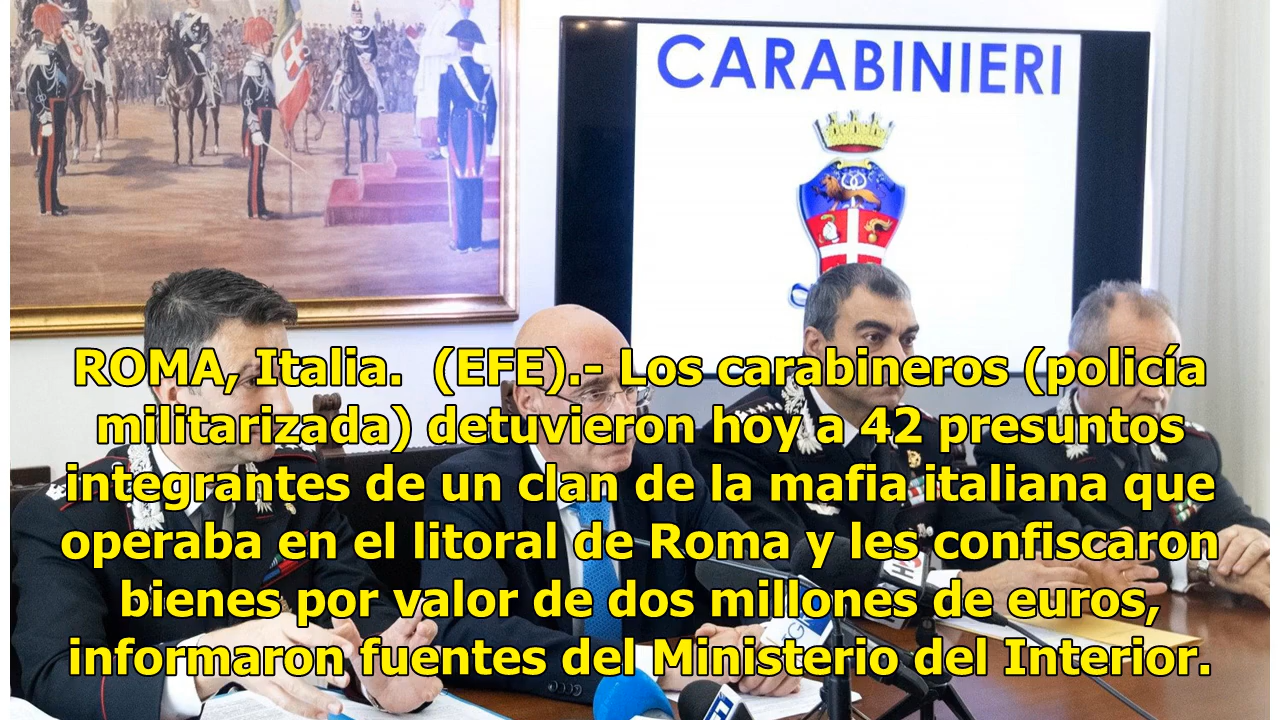 CARABINIERI
ROMA, Italia.  (EFE).- Los carabineros (policía
militarizada) detuvieron hoy a 42 presuntos
integrantes de un clan de la mafia italiana que
operaba en el litoral de Roma y les confiscaron
bienes por valor de dos millones de euros,
informaron fuentes del Ministerio del Interior.